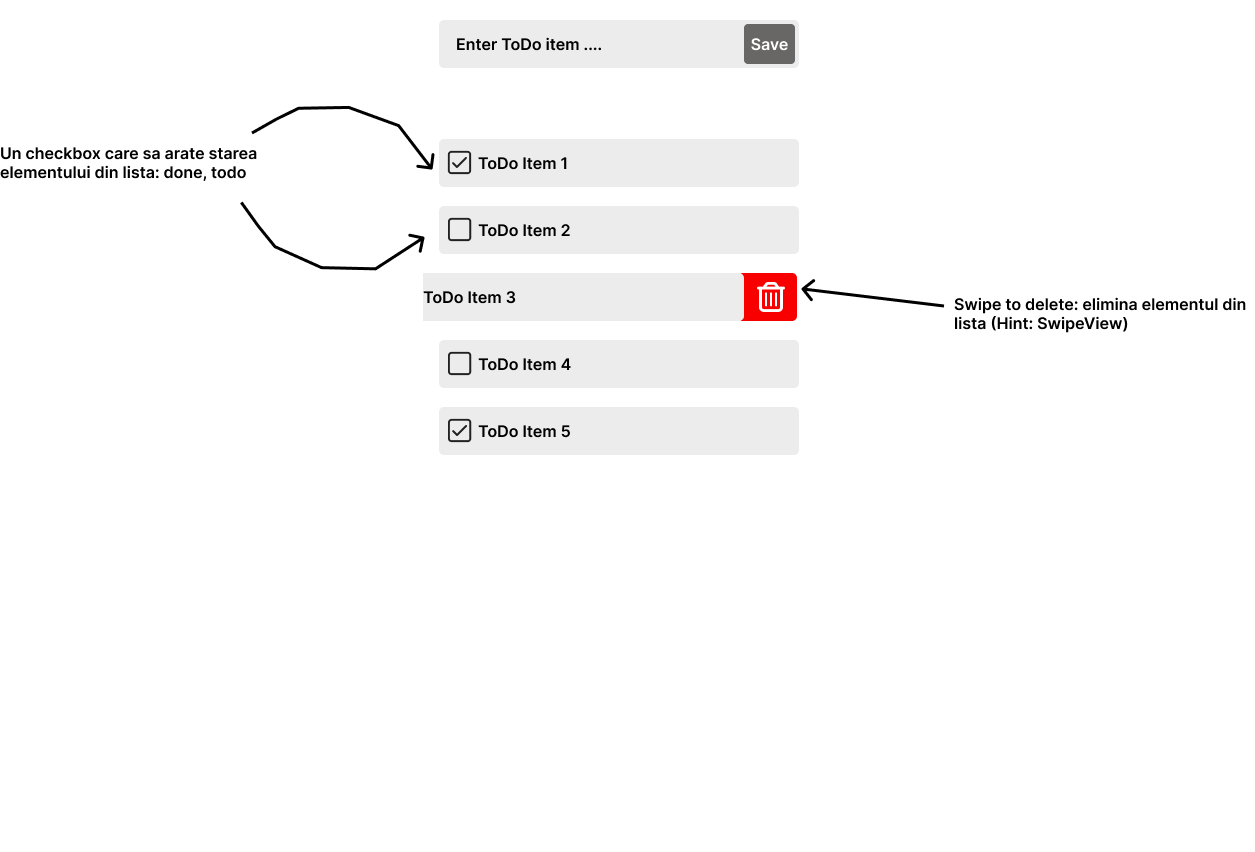 Enter ToDo item ....
Save
Un checkbox care sa arate starea
elementului din lista: done, todo
ToDo Item 1
ToDo Item 2
ToDo Item 3
Swipe to delete: elimina elementul din
lista (Hint: SwipeView)
ToDo Item 4
ToDo Item 5